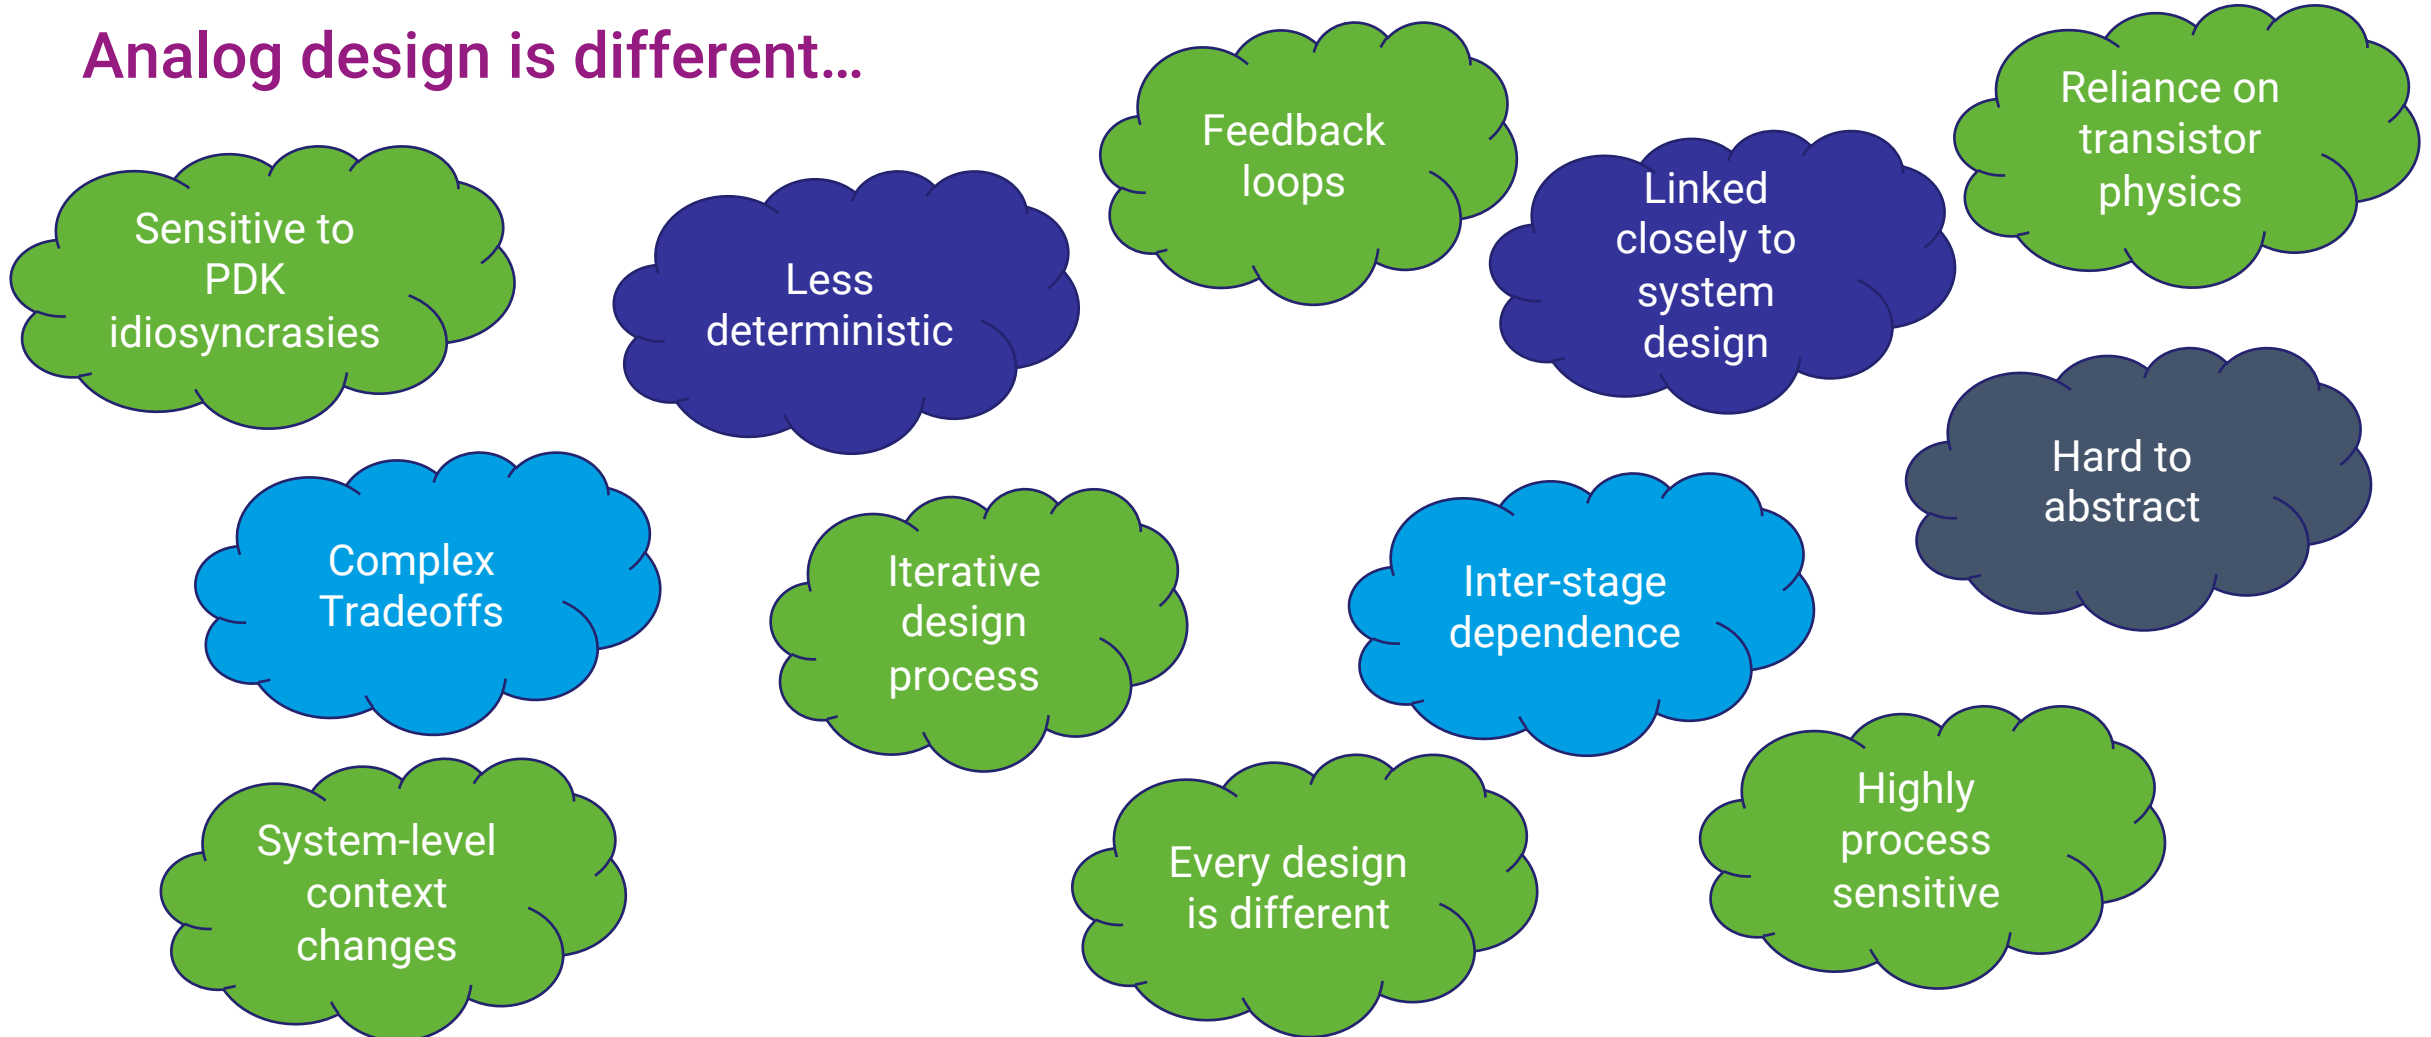 Analog design is different…
Sensitive to
PDK
idiosyncrasies
Less
deterministic
Feedback
loops
Linked
closely to
system
design
Reliance on
transistor
physics
Complex
Tradeoffs
Iterative
design
process
Inter-stage
dependence
Hard to
abstract
System-level
context
changes
Every design
is different
Highly
process
sensitive